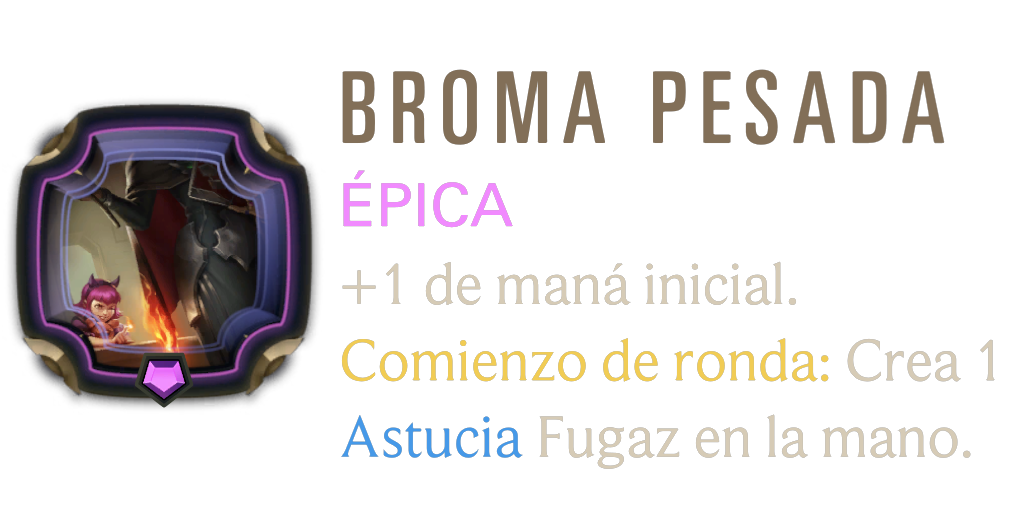 BROMA PESADA
ÉPICA
+1 de maná inicial.
Comienzo de ronda: Crea 1
Astucia Fugaz en la mano.